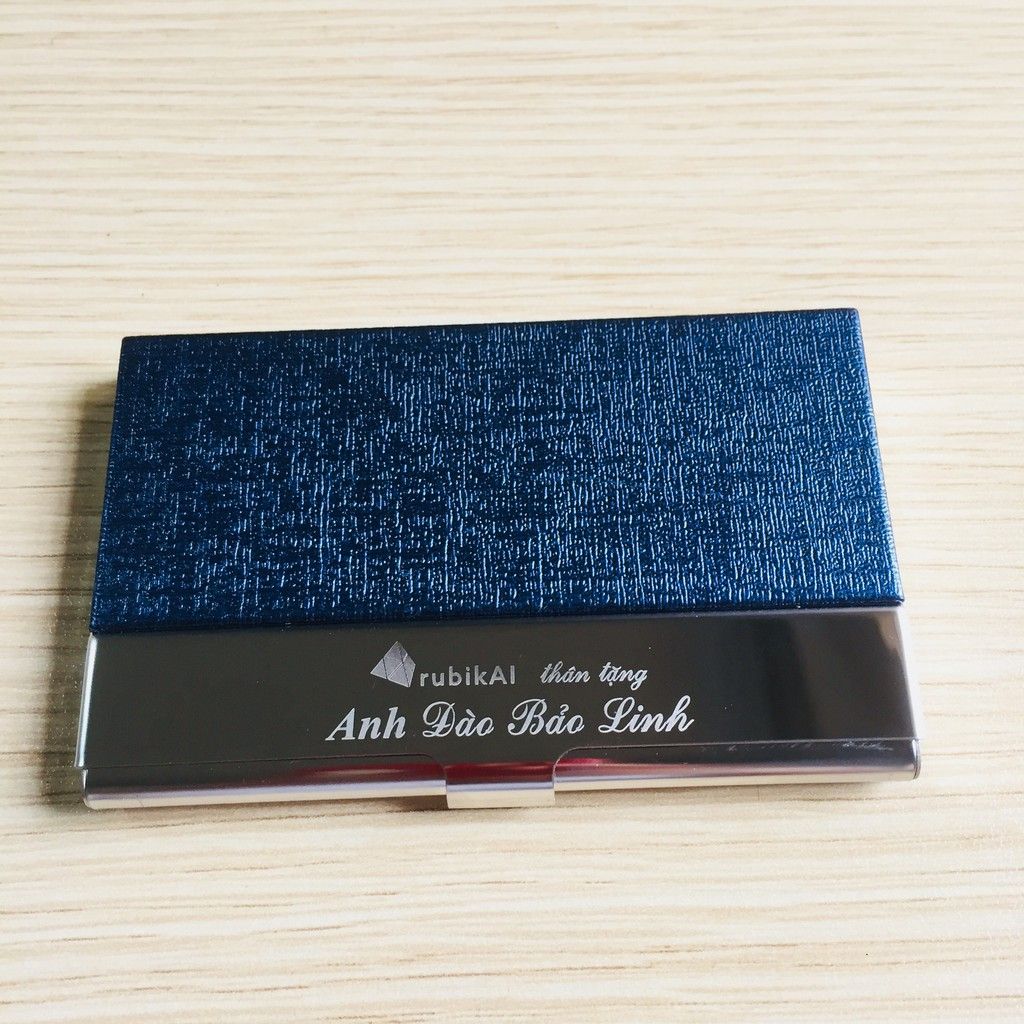 rubikAI thân tặng
Anh Đào Bảo Linh